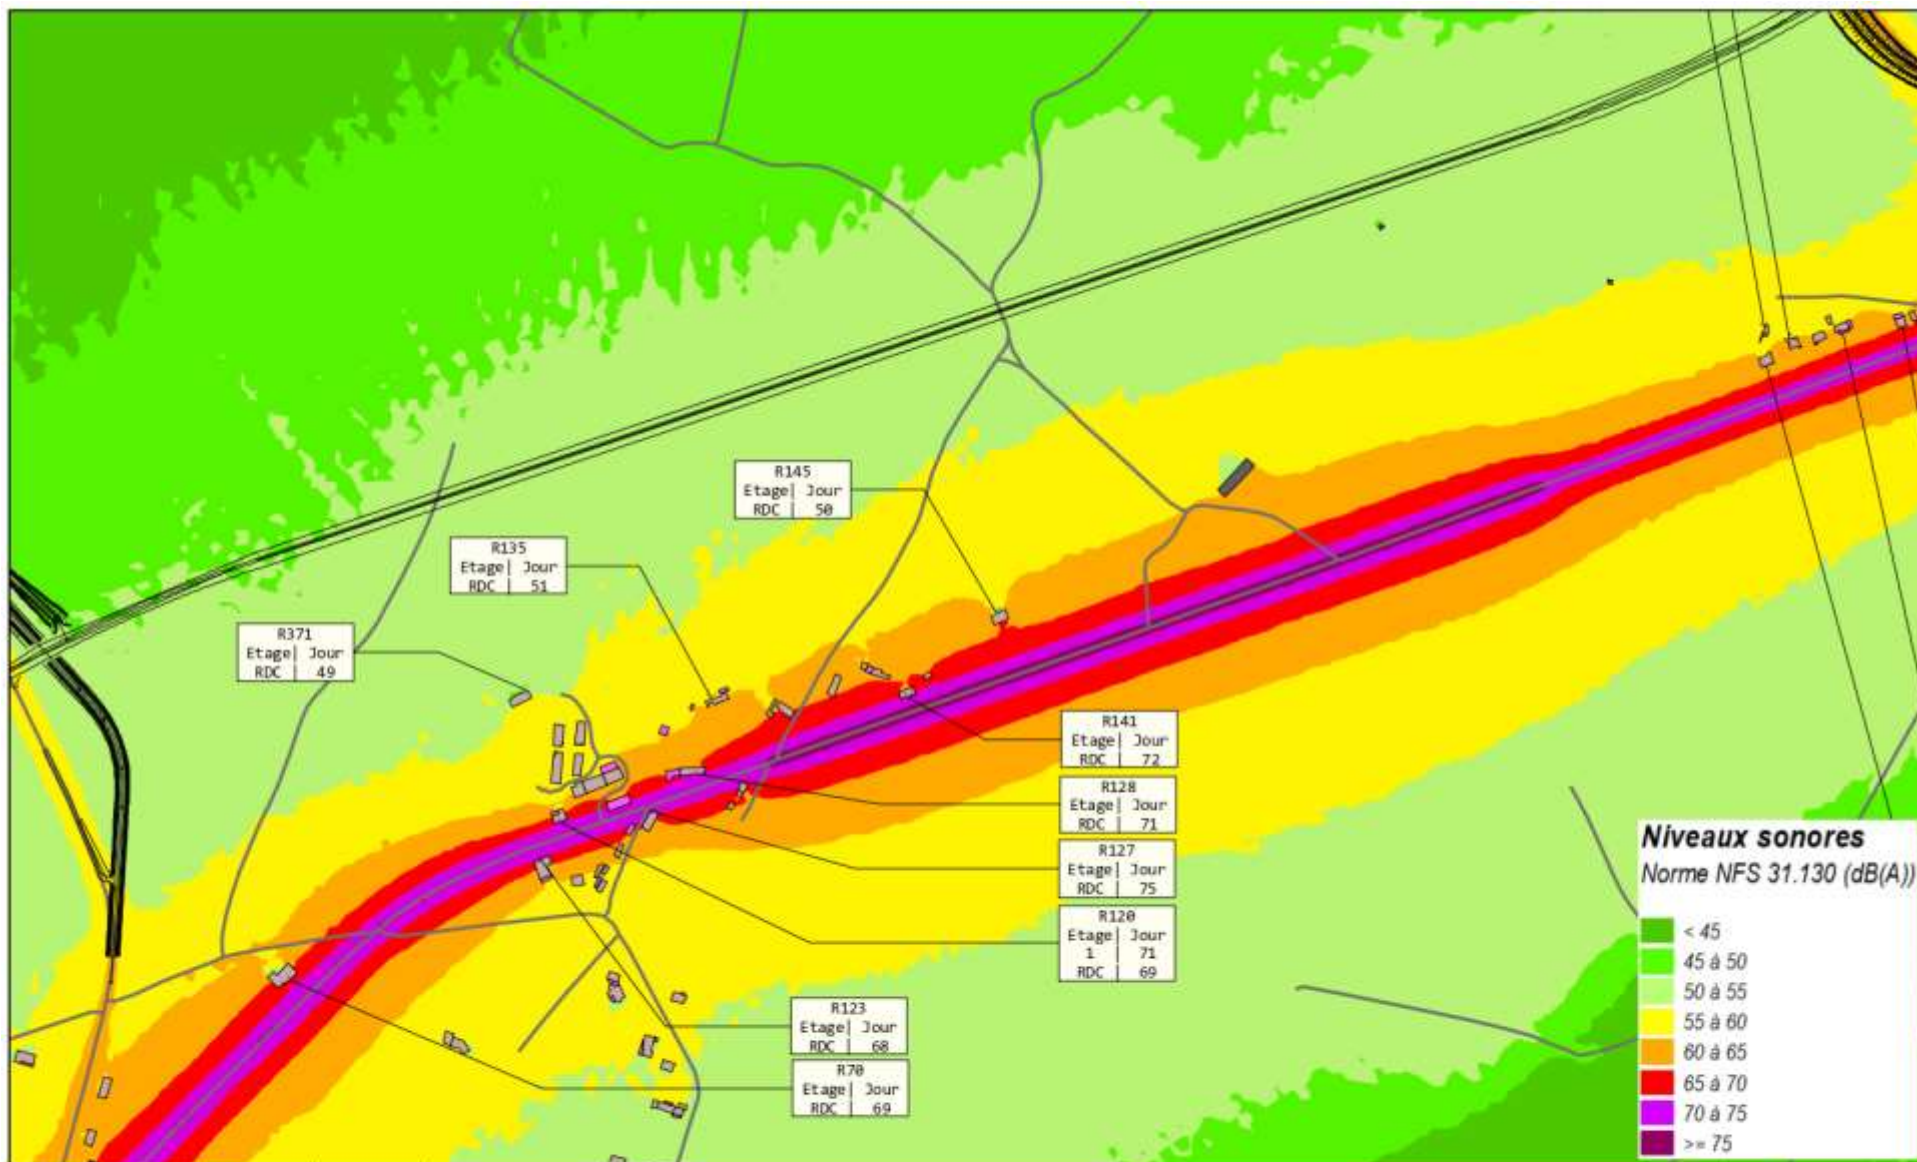 R145
Etage| Jour
RDC | 50
R135
Etage| Jour
RDC | 51
R371
Etage| Jour
RDC | 49
R141
Etage| Jour
RDC | 72
R128
Etage| Jour
RDC | 71
R127
Etage| Jour
RDC | 75
R120
Etage| Jour
1 | 71
RDC | 69
R123
Etage| Jour
RDC | 68
R70
Etage| Jour
RDC | 69
Niveaux sonores
Norme NFS 31.130 (dB(A))
< 45
45 à 50
50 à 55
55 à 60
60 à 65
65 à 70
70 à 75
>= 75